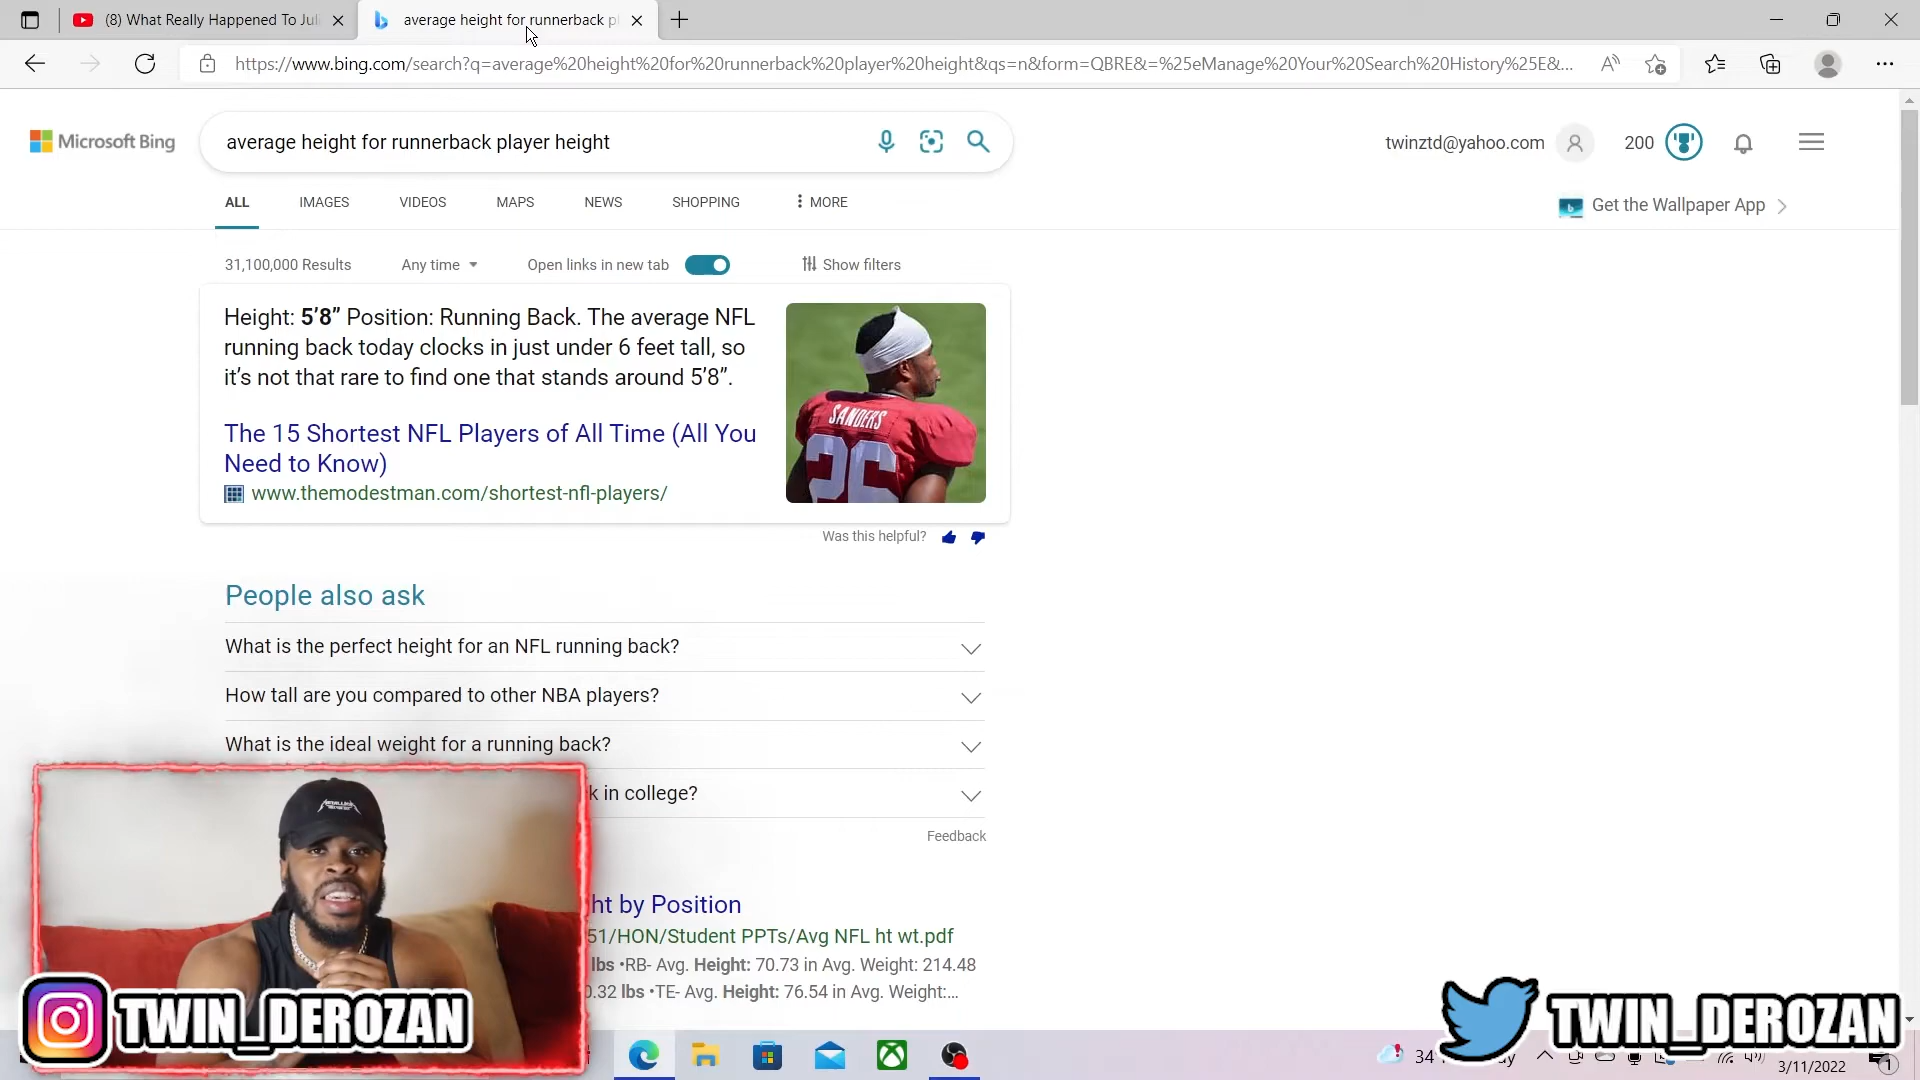 (8) What Really Happened To Jul
average height for runnerback pl
https://www.bing.com/search?q=average%20height%20for%20runnerback%20player%20height&qs=n&form=QBRE&=%25eManage%20Your%20Search%20History%25E&...
Microsoft Bing
average height for runnerback player height
twinztd@yahoo.com
200
ALL IMAGES VIDEOS MAPS NEWS SHOPPING MORE
Get the Wallpaper App
31,100,000 Results Any time Open links in new tab Show filters
Height: 5’8” Position: Running Back. The average NFL
running back today clocks in just under 6 feet tall, so
it’s not that rare to find one that stands around 5’8”.
SANDERS
26
The 15 Shortest NFL Players of All Time (All You
Need to Know)
www.themodestman.com/shortest-nfl-players/
Was this helpful?
People also ask
What is the perfect height for an NFL running back?
How tall are you compared to other NBA players?
What is the ideal weight for a running back?
k in college?
Feedback
METALLICA
ht by Position
51/HON/Student PPTs/Avg NFL ht wt.pdf
lbs •RB- Avg. Height: 70.73 in Avg. Weight: 214.48
0.32 lbs •TE- Avg. Height: 76.54 in Avg. Weight:...
TWIN_DEROZAN
TWIN_DEROZAN
34
3/11/2022
1